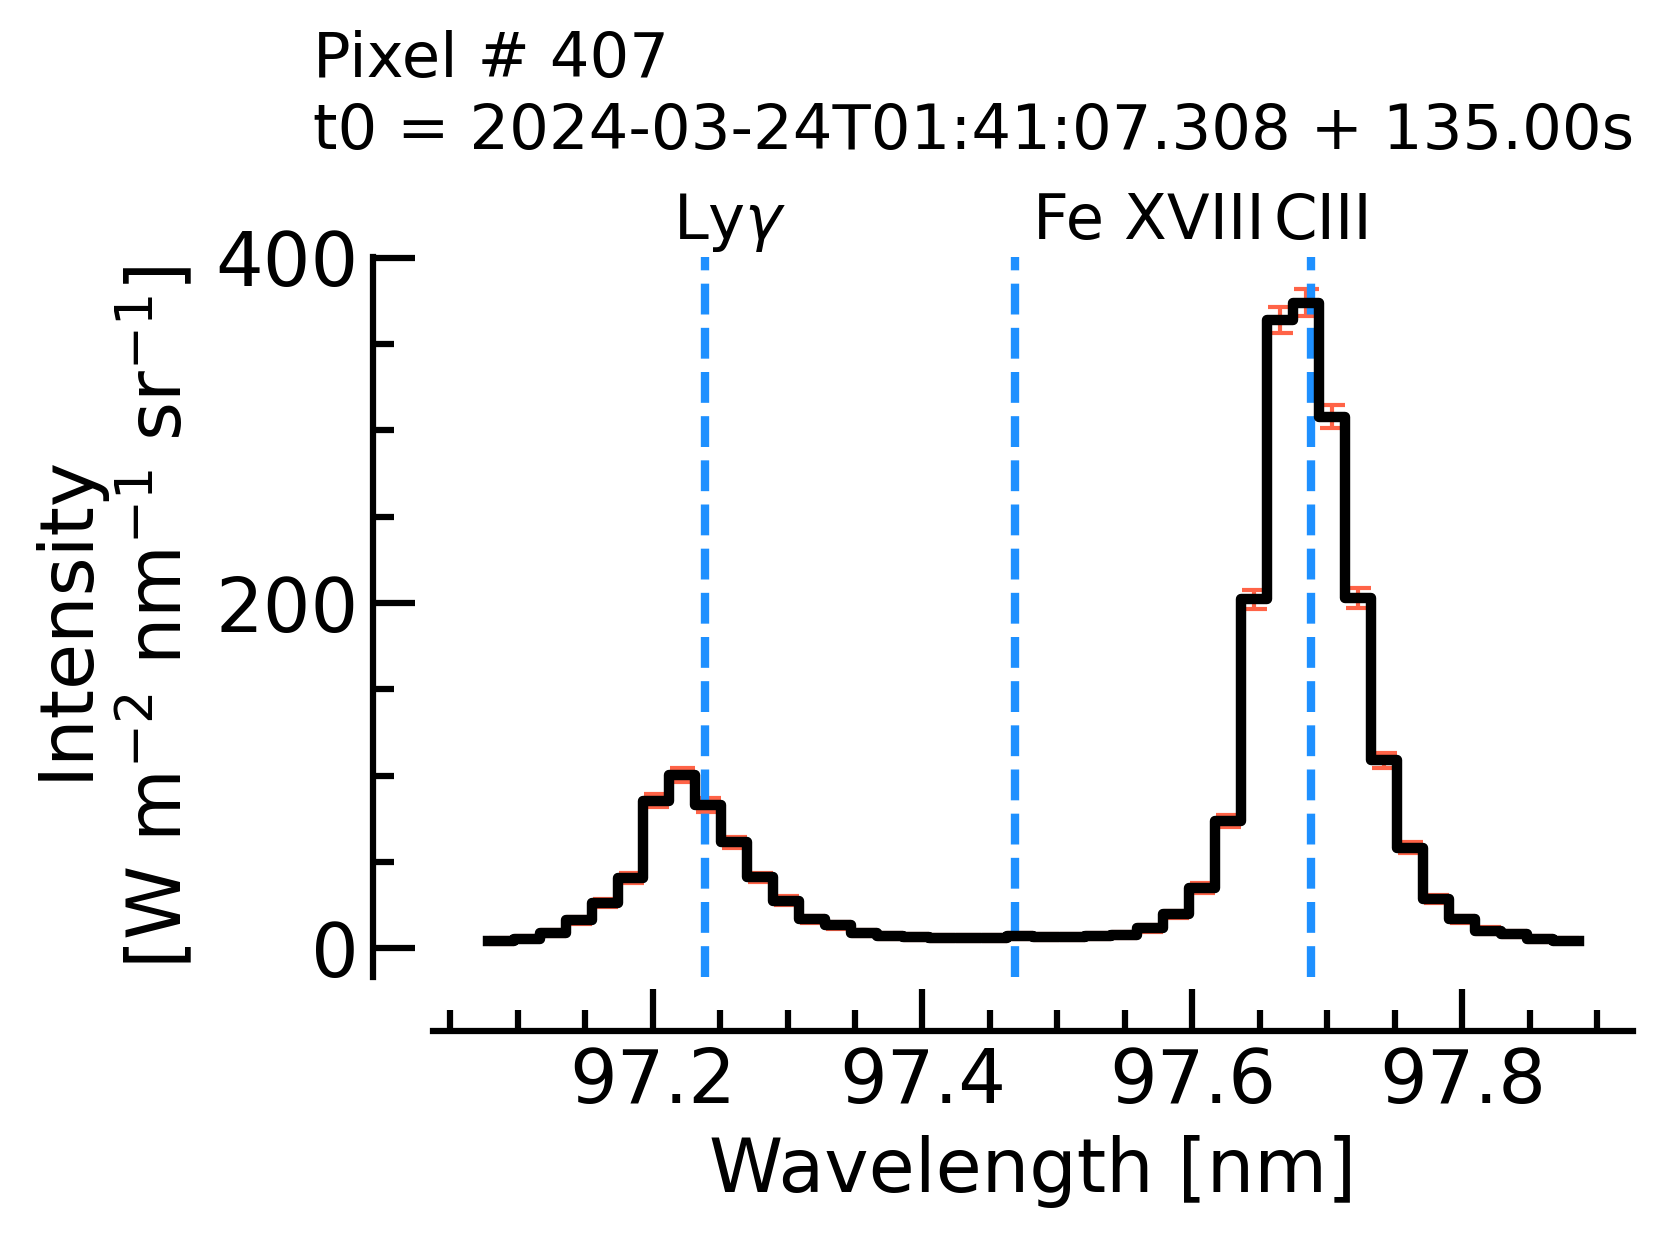 Pixel # 407
t0 = 2024-03-24T01:41:07.308 + 135.00s
Lyγ Fe XVIII CIII
400
200
0
Intensity
[W m⁻² nm⁻¹ sr⁻¹]
97.2 97.4 97.6 97.8
Wavelength [nm]